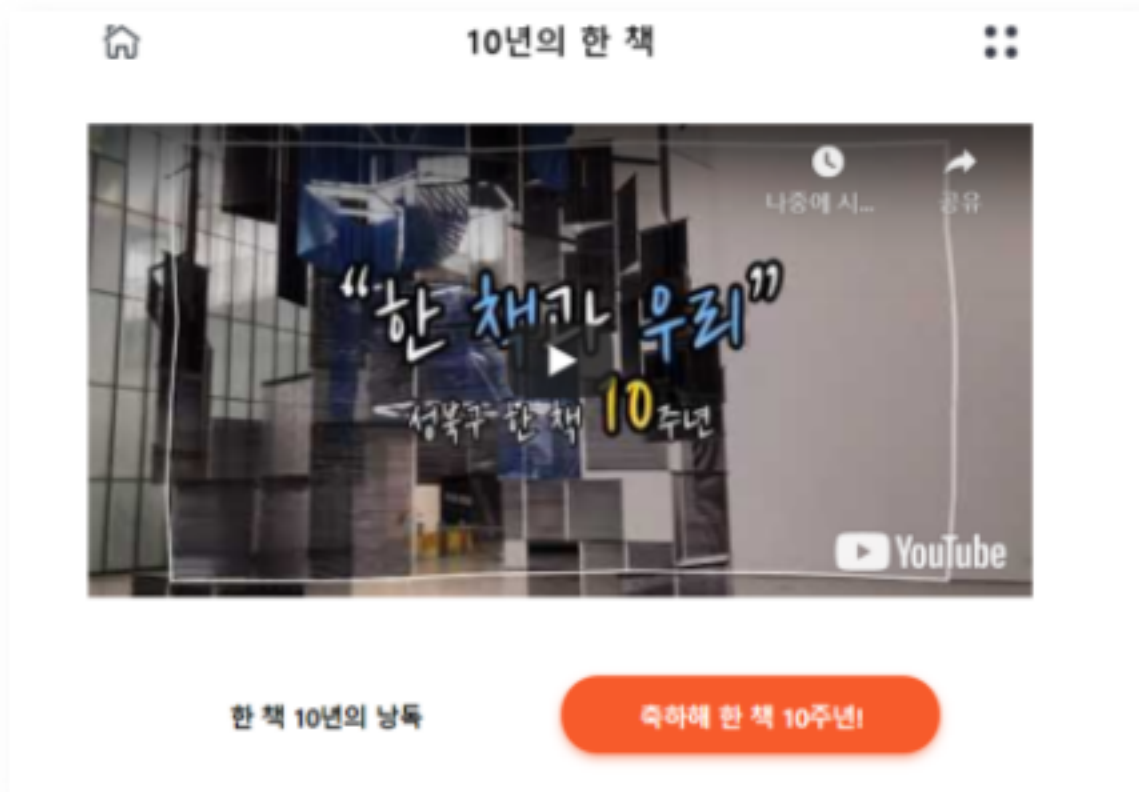 10년의 한 책
나중에 시...
공유
“한 책과 우리”
성북구 한 책 10주년
YouTube
한 책 10년의 낭독
축하해 한 책 10주년!